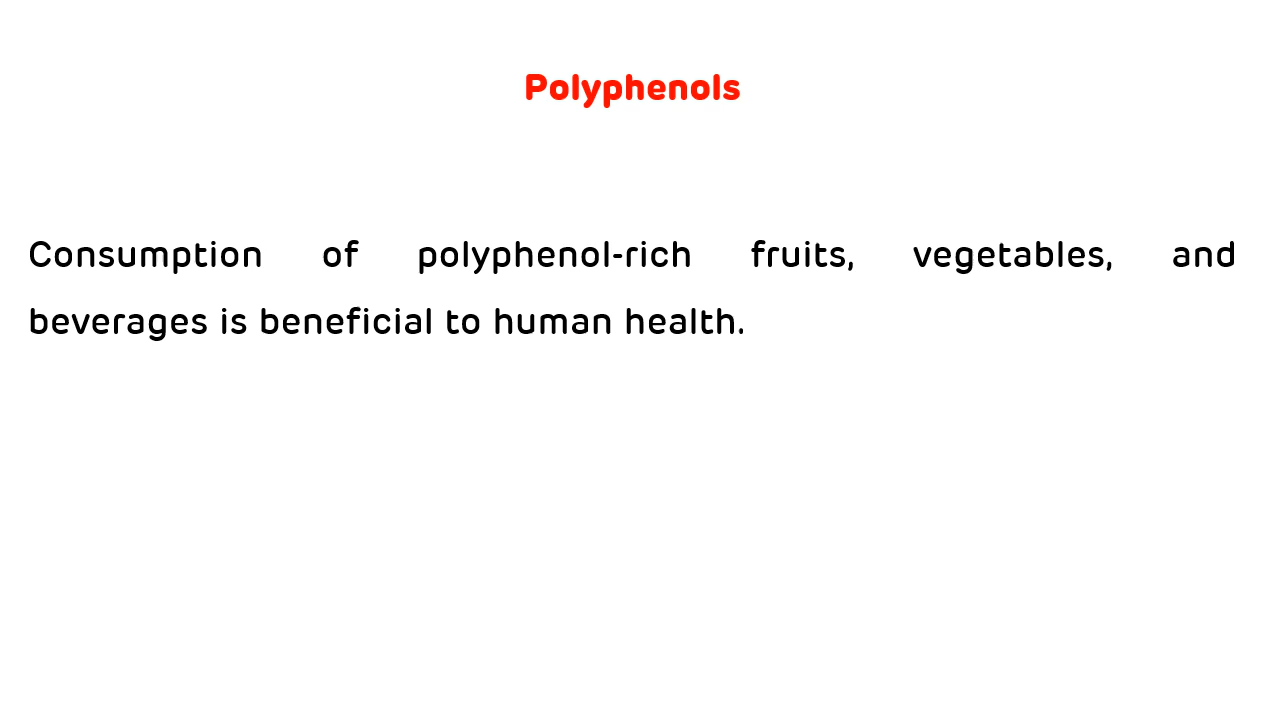 Polyphenols
Consumption of polyphenol-rich fruits, vegetables, and
beverages is beneficial to human health.